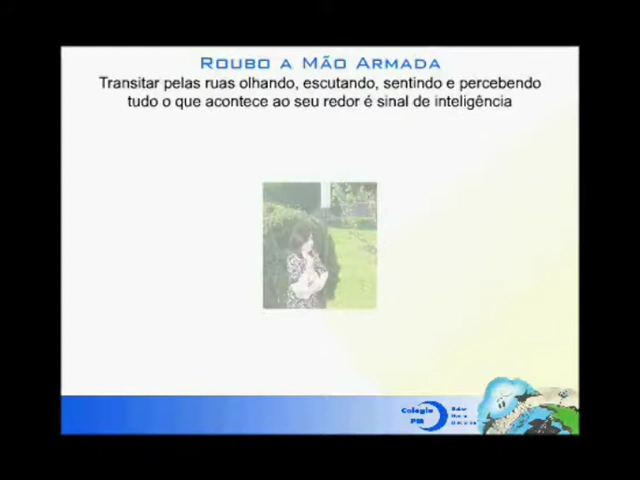 Roubo a Mão Armada
Transitar pelas ruas olhando, escutando, sentindo e percebendo
tudo o que acontece ao seu redor é sinal de inteligência
Colégio
PM